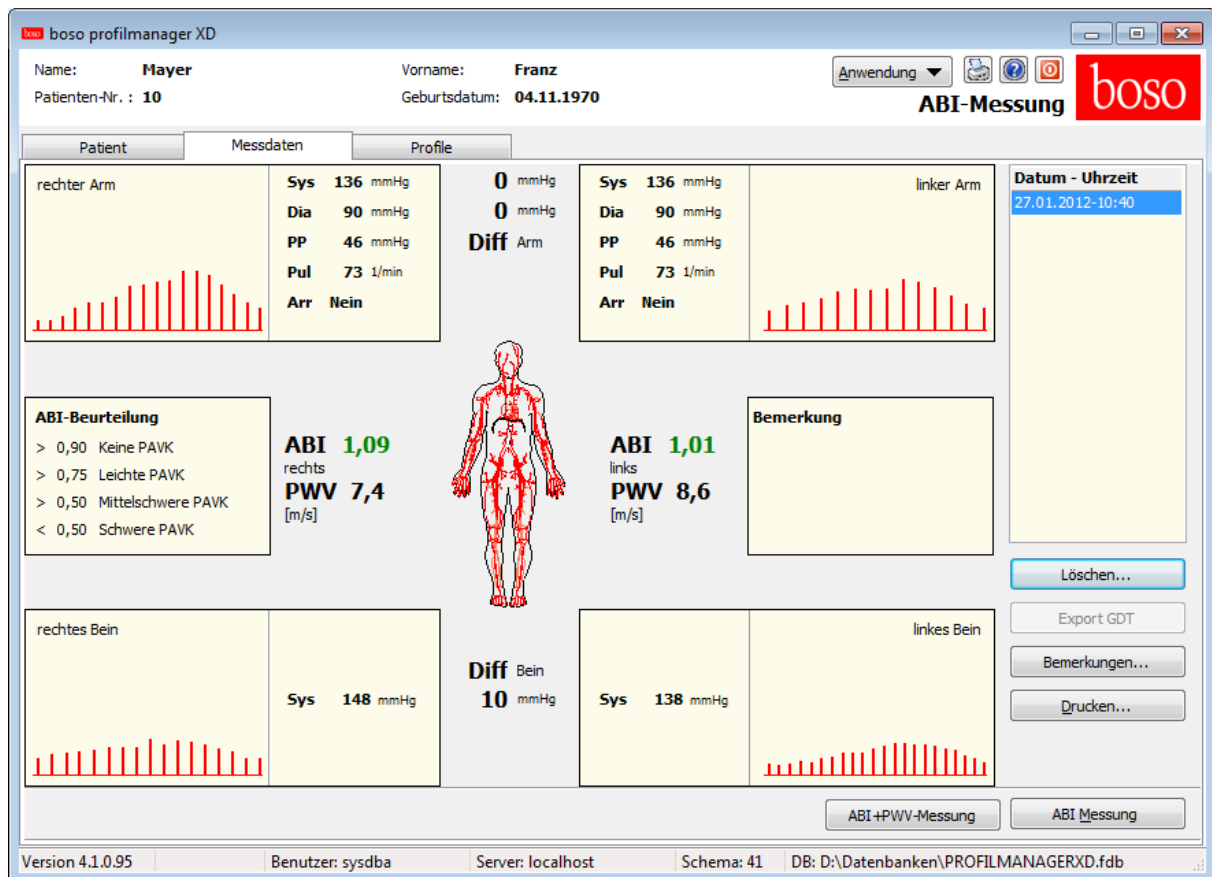 boso boso profilmanager XD
Name: Mayer Vorname: Franz
Patienten-Nr. : 10 Geburtsdatum: 04.11.1970
Anwendung
ABI-Messung
boso
Patient Messdaten Profile
rechter Arm
Sys 136 mmHg
Dia 90 mmHg
PP 46 mmHg
Pul 73 1/min
Arr Nein
0 mmHg
0 mmHg
Diff Arm
Sys 136 mmHg
Dia 90 mmHg
PP 46 mmHg
Pul 73 1/min
Arr Nein
linker Arm
Datum - Uhrzeit
27.01.2012-10:40
ABI-Beurteilung
> 0,90 Keine PAVK
> 0,75 Leichte PAVK
> 0,50 Mittelschwere PAVK
< 0,50 Schwere PAVK
ABI 1,09
rechts
PWV 7,4
[m/s]
ABI 1,01
links
PWV 8,6
[m/s]
Bemerkung
Löschen...
Export GDT
Bemerkungen...
Drucken...
rechtes Bein
Sys 148 mmHg
Diff Bein
10 mmHg
Sys 138 mmHg
linkes Bein
ABI+PWV-Messung ABI Messung
Version 4.1.0.95 Benutzer: sysdba Server: localhost Schema: 41 DB: D:\Datenbanken\PROFILMANAGERXD.fdb